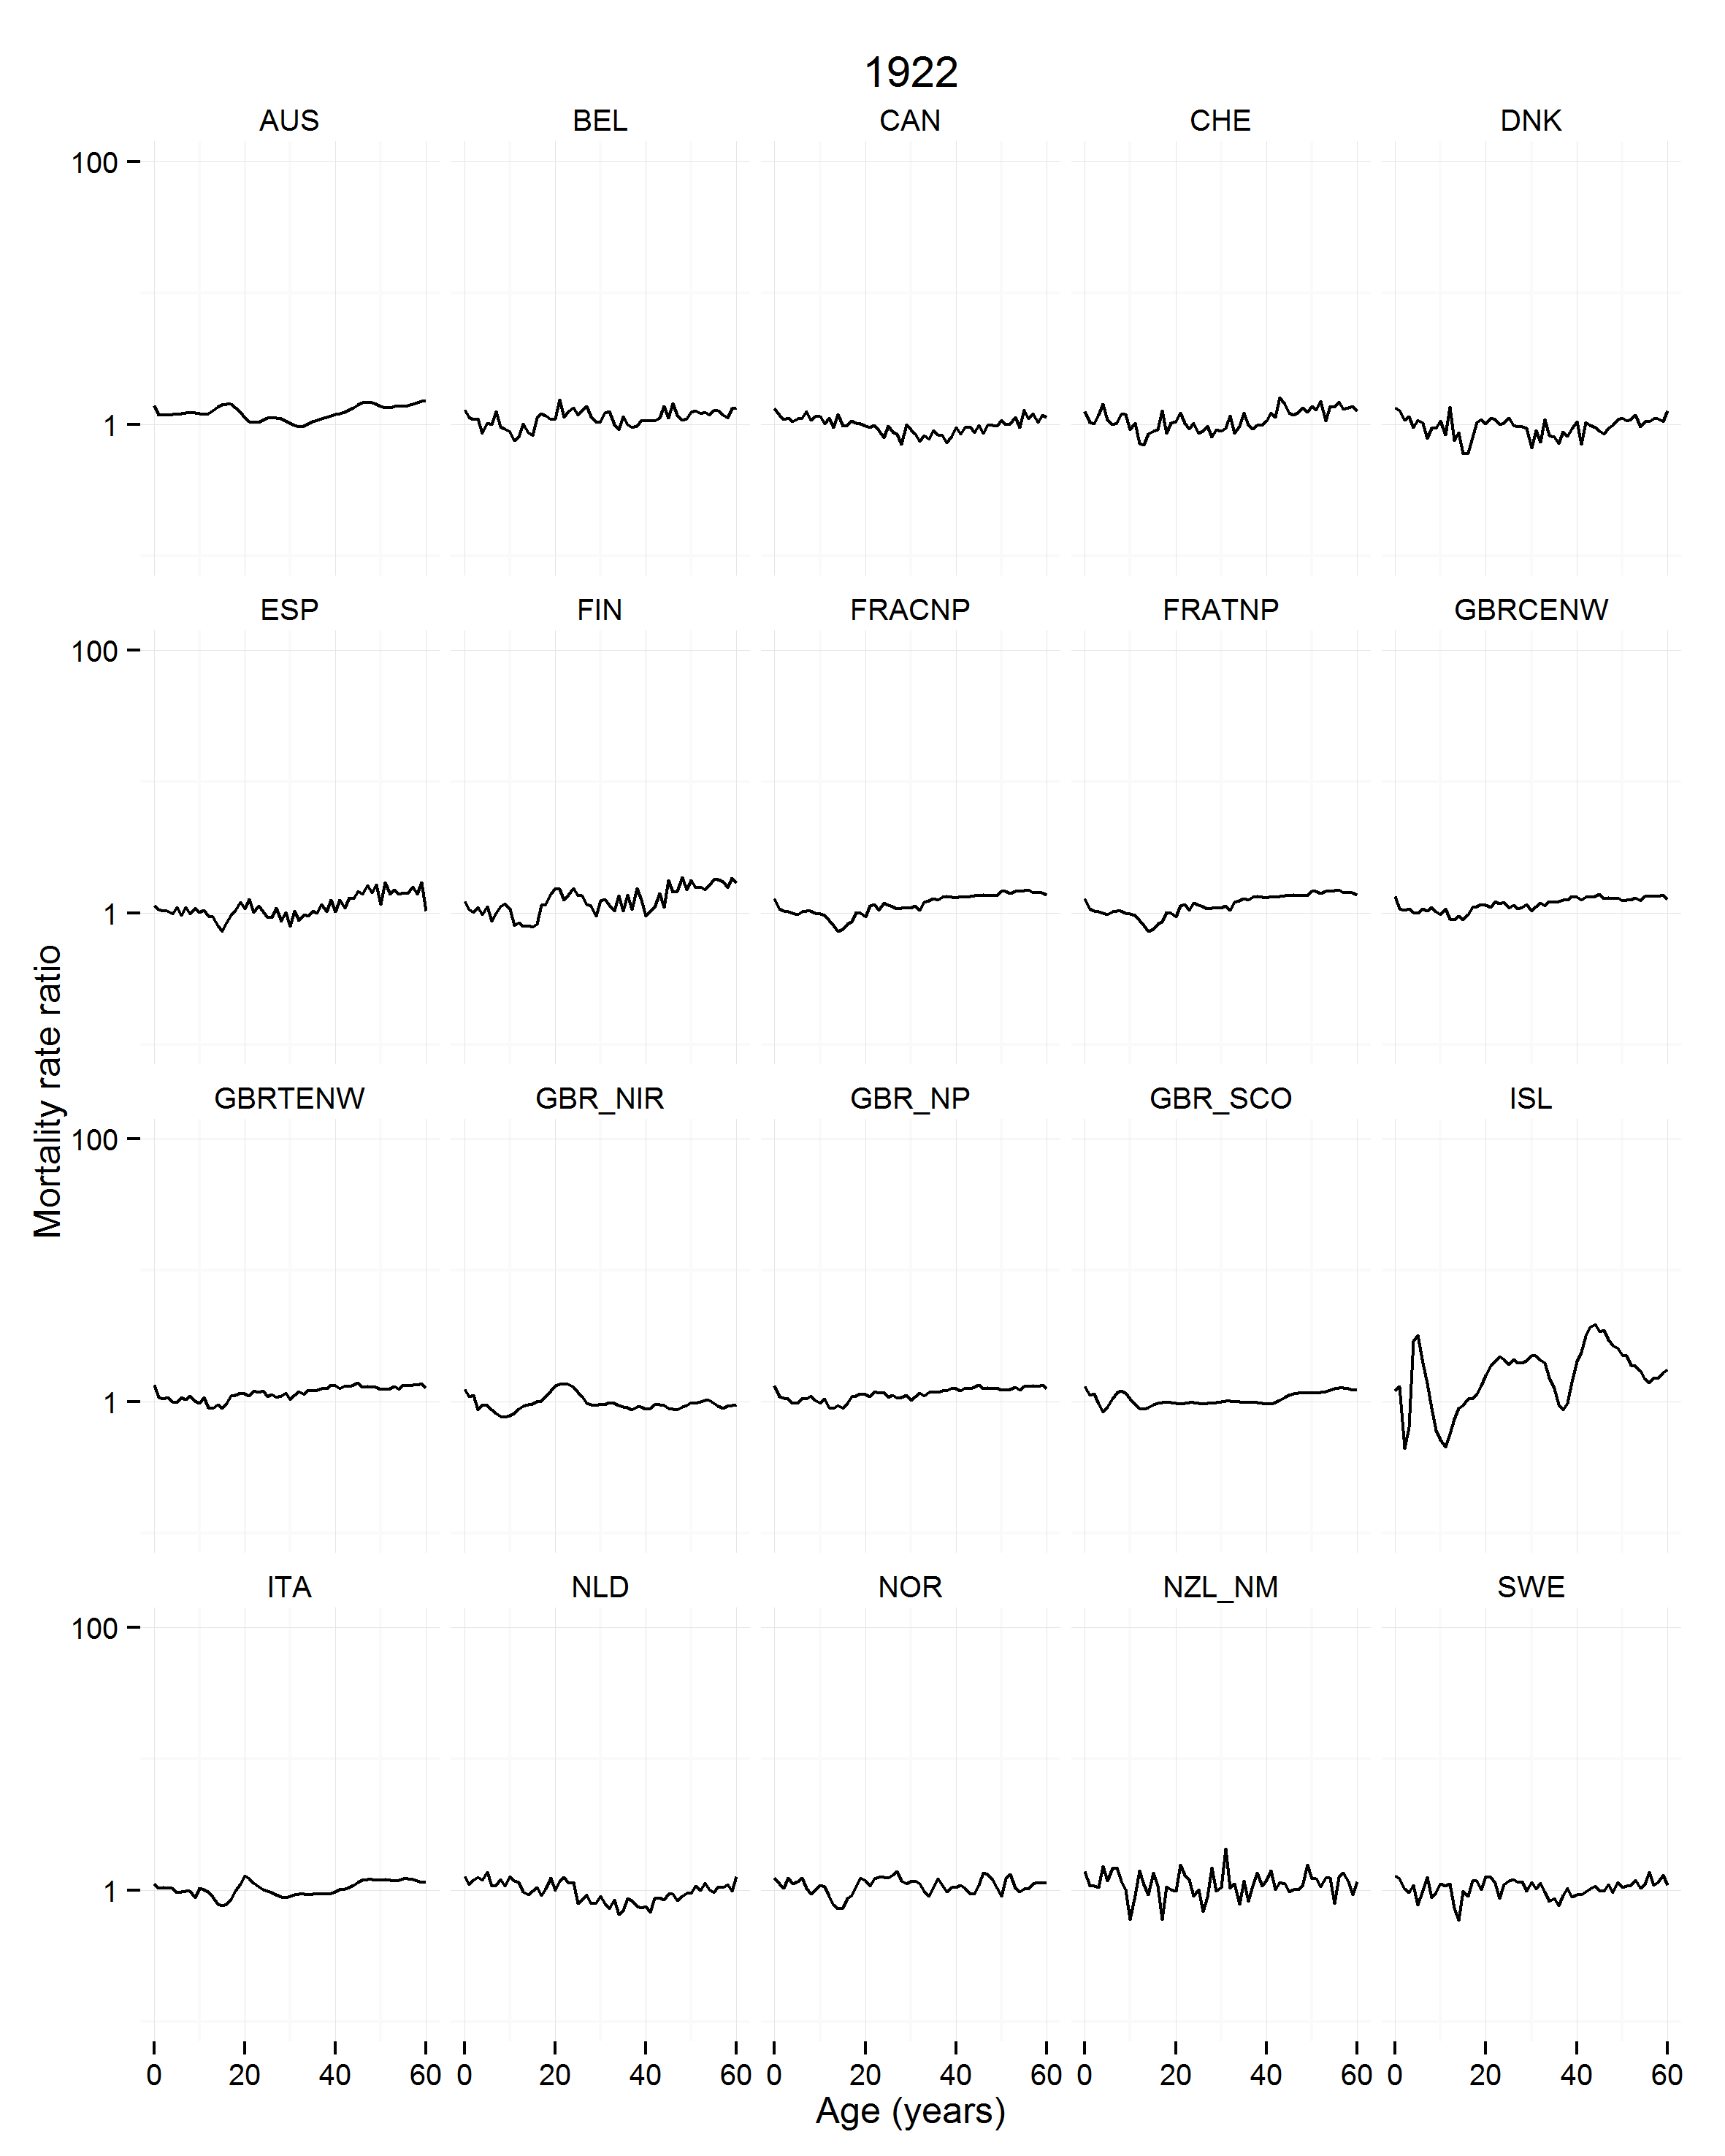 1922
AUS BEL CAN CHE DNK
100
1
ESP FIN FRACNP FRATNP GBRCENW
100
1
Mortality rate ratio
GBRTENW GBR_NIR GBR_NP GBR_SCO ISL
100
1
ITA NLD NOR NZL_NM SWE
100
1
0 20 40 60 0 20 40 60 0 20 40 60 0 20 40 60 0 20 40 60
Age (years)